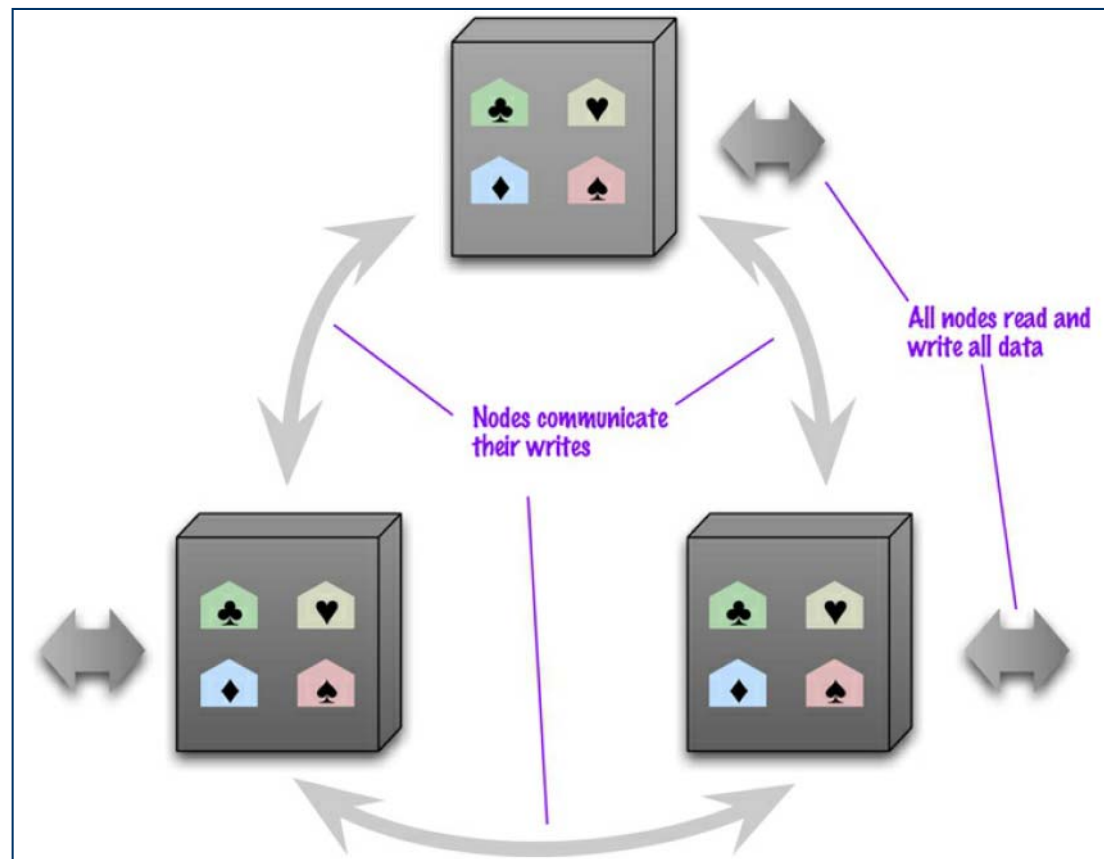 All nodes read and
write all data
Nodes communicate
their writes